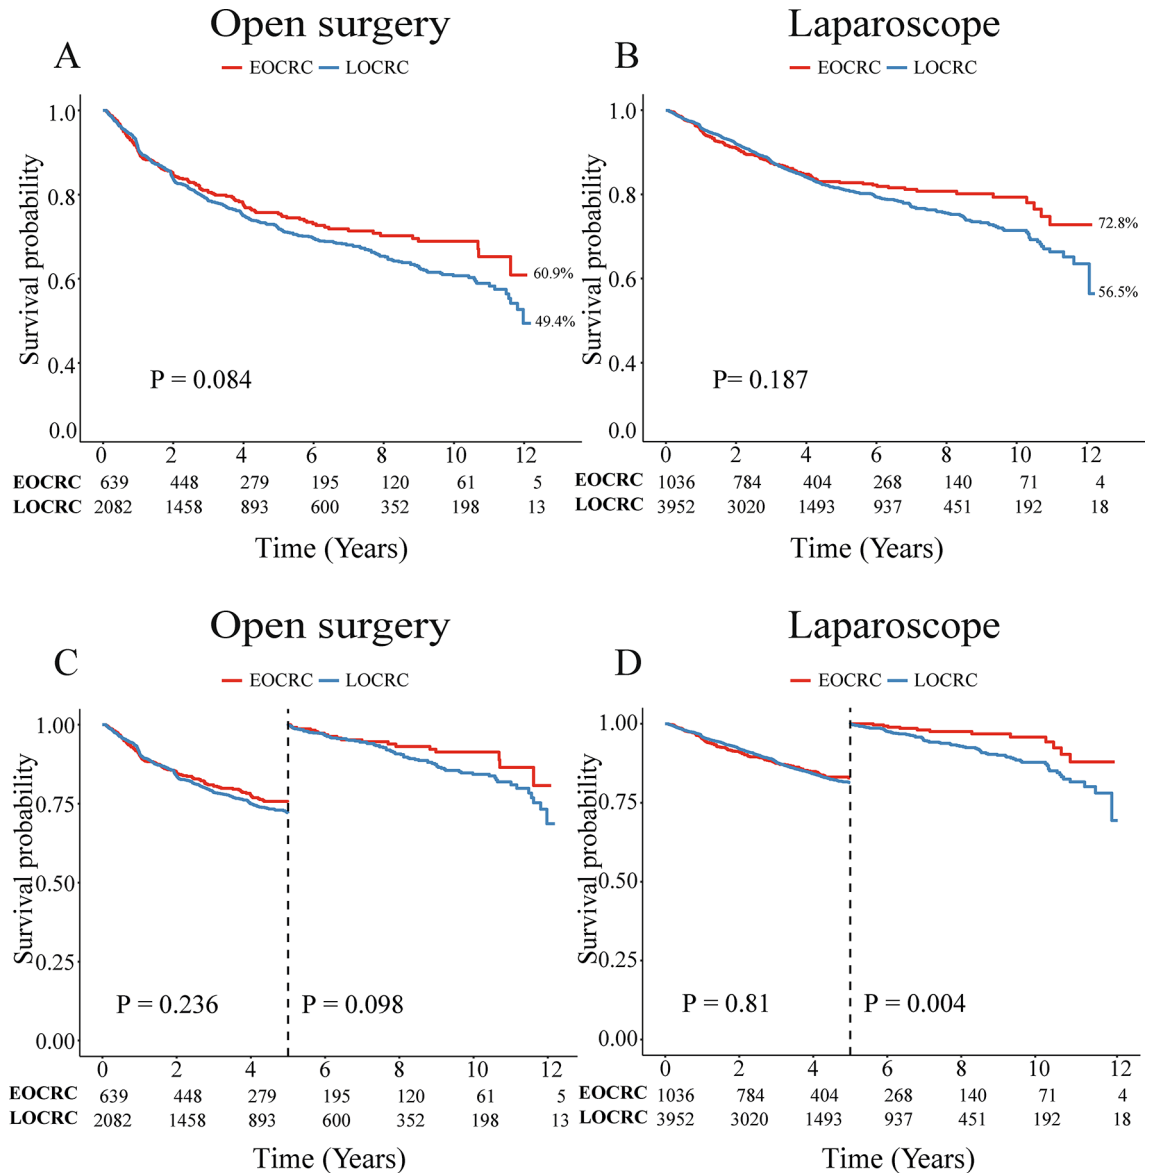 Open surgery
Laparoscope
A
B
EOCRC LOCRC
EOCRC LOCRC
Survival probability
1.0
0.8
0.6
0.4
0.0
60.9%
49.4%
P = 0.084
0 2 4 6 8 10 12
EOCRC 639 448 279 195 120 61 5
LOCRC 2082 1458 893 600 352 198 13
Time (Years)
Survival probability
1.0
0.8
0.6
0.4
0.0
72.8%
56.5%
P= 0.187
0 2 4 6 8 10 12
EOCRC 1036 784 404 268 140 71 4
LOCRC 3952 3020 1493 937 451 192 18
Time (Years)
Open surgery
Laparoscope
C
D
EOCRC LOCRC
EOCRC LOCRC
Survival probability
1.00
0.75
0.50
0.25
0.00
P = 0.236
P = 0.098
0 2 4 6 8 10 12
EOCRC 639 448 279 195 120 61 5
LOCRC 2082 1458 893 600 352 198 13
Time (Years)
Survival probability
1.00
0.75
0.50
0.25
0.00
P = 0.81
P = 0.004
0 2 4 6 8 10 12
EOCRC 1036 784 404 268 140 71 4
LOCRC 3952 3020 1493 937 451 192 18
Time (Years)